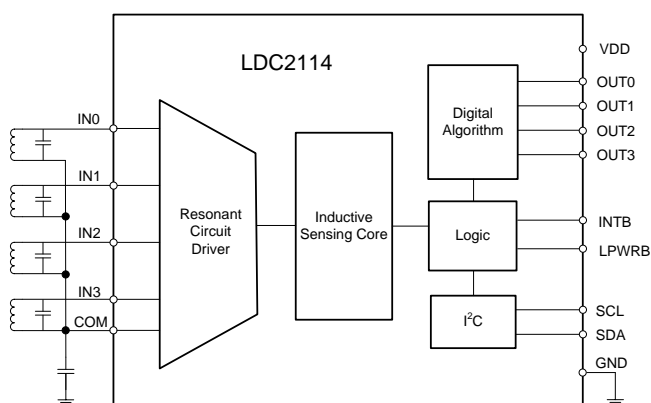 LDC2114
VDD
OUT0
OUT1
OUT2
OUT3
Digital
Algorithm
IN0
IN1
IN2
IN3
COM
Resonant
Circuit
Driver
Inductive
Sensing Core
Logic
INTB
LPWRB
I²C
SCL
SDA
GND